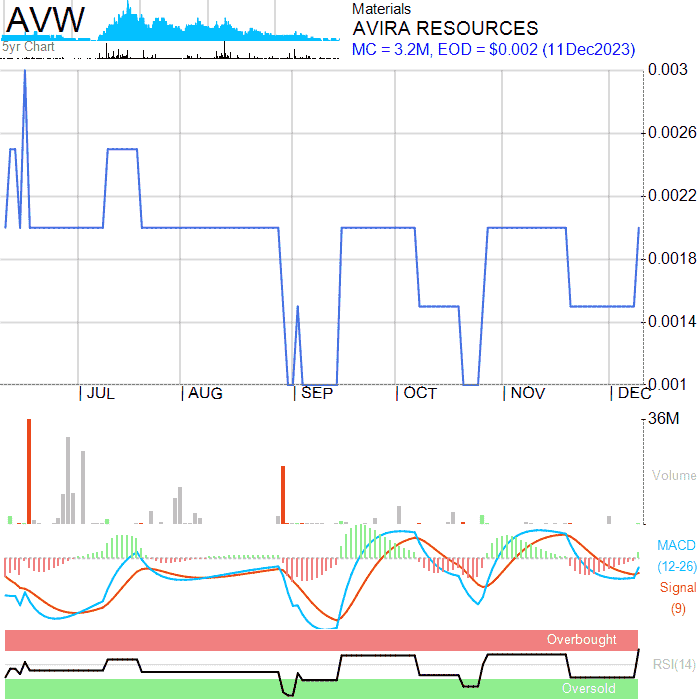 AVW
5yr Chart
Materials
AVIRA RESOURCES
MC = 3.2M, EOD = $0.002 (11Dec2023)
0.003
0.0026
0.0022
0.0018
0.0014
0.001
JUL AUG SEP OCT NOV DEC
36M
Volume
MACD
(12-26)
Signal
(9)
Overbought
RSI(14)
Oversold